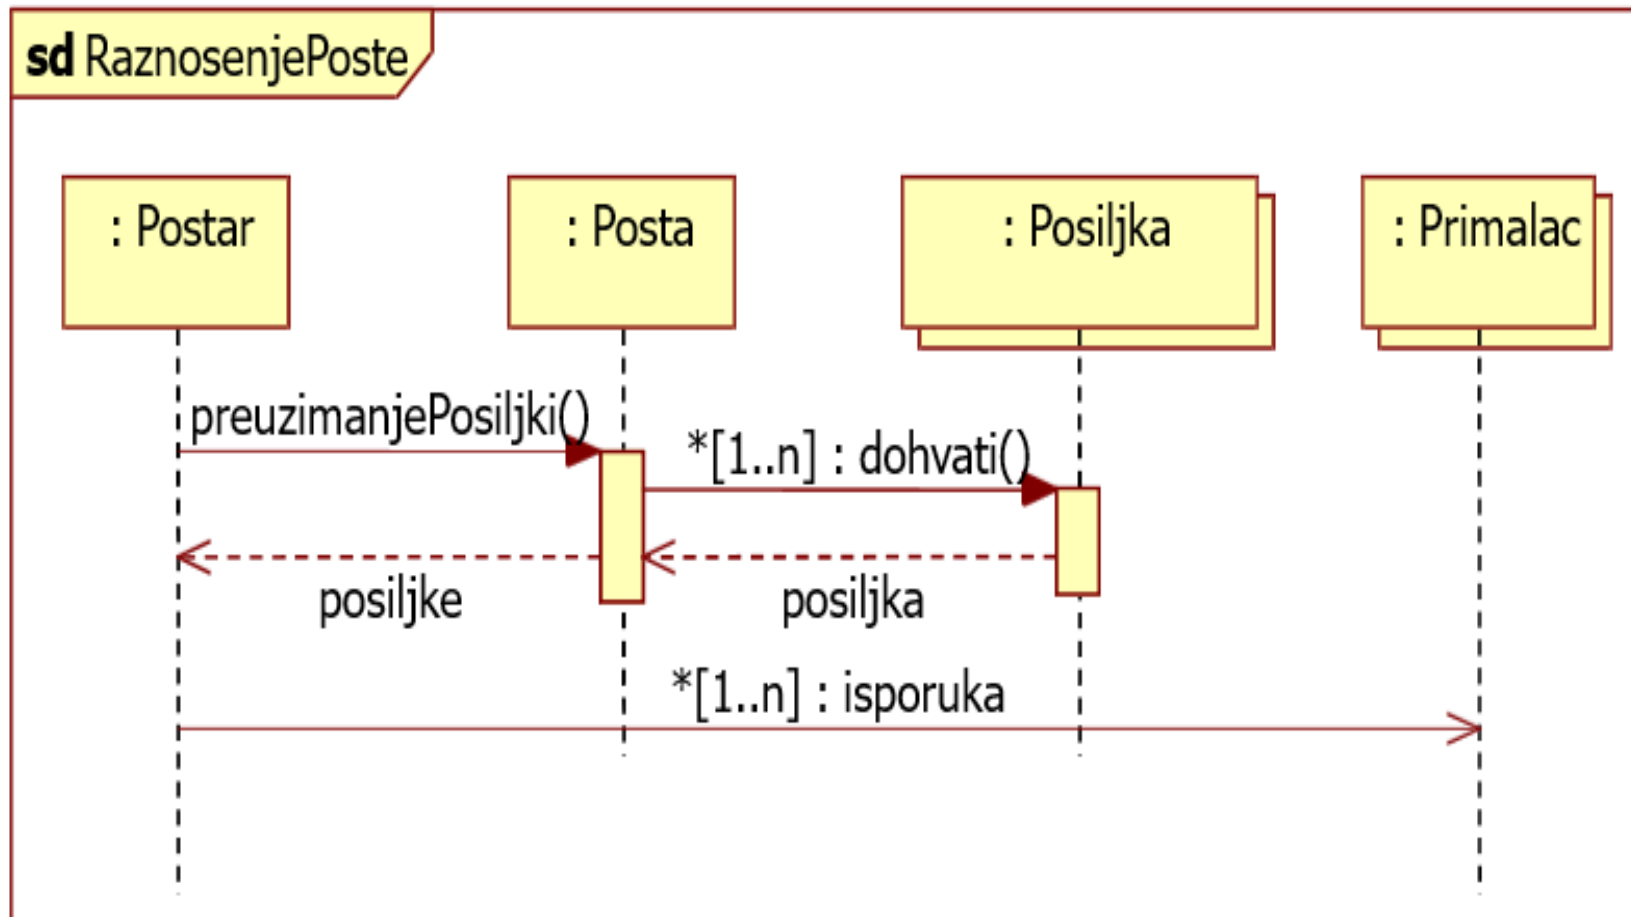 sd RaznosenjePoste
: Postar
: Posta
: Posiljka
: Primalac
preuzimanjePosiljki()
*[1..n] : dohvati()
posiljke
posiljka
*[1..n] : isporuka